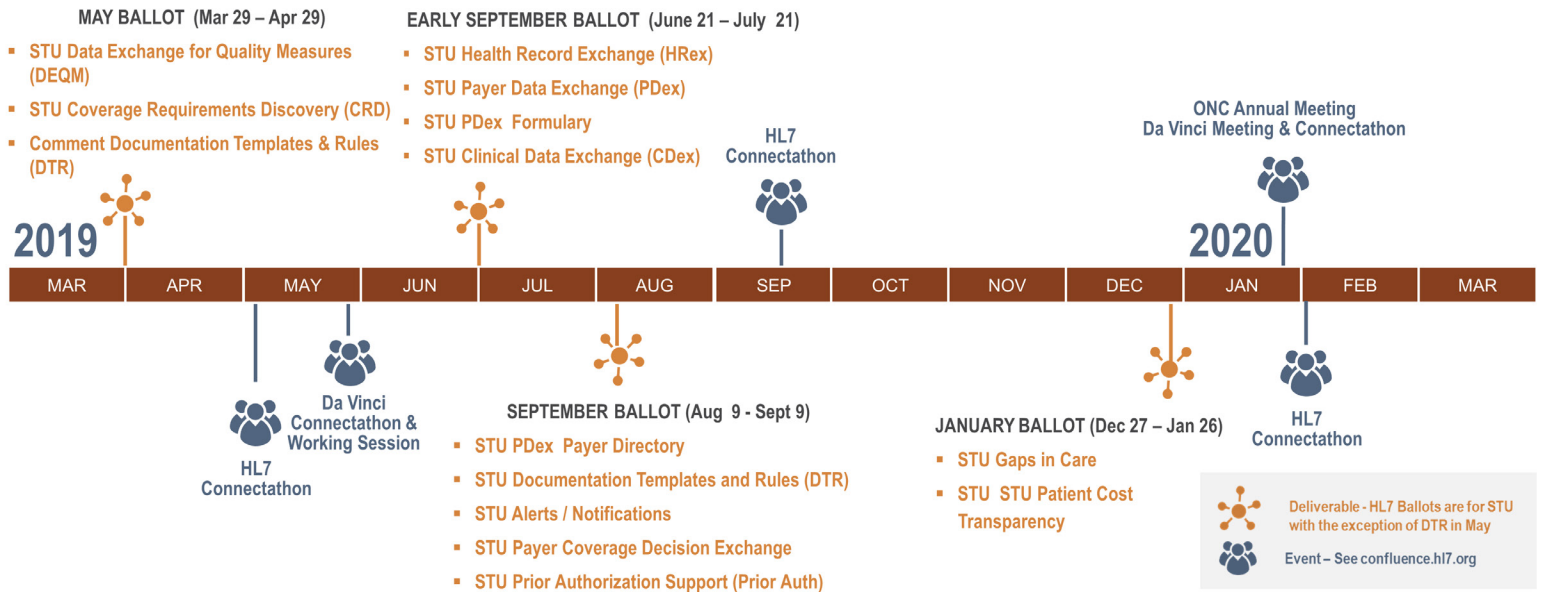 MAY BALLOT (Mar 29 – Apr 29)
▪ STU Data Exchange for Quality Measures
(DEQM)
▪ STU Coverage Requirements Discovery (CRD)
▪ Comment Documentation Templates & Rules
(DTR)
EARLY SEPTEMBER BALLOT (June 21 – July 21)
▪ STU Health Record Exchange (HRex)
▪ STU Payer Data Exchange (PDex)
▪ STU PDex Formulary
▪ STU Clinical Data Exchange (CDex)
HL7
Connectathon
ONC Annual Meeting
Da Vinci Meeting & Connectathon
2019
2020
MAR APR MAY JUN JUL AUG SEP OCT NOV DEC JAN FEB MAR
HL7
Connectathon
Da Vinci
Connectathon &
Working Session
SEPTEMBER BALLOT (Aug 9 - Sept 9)
▪ STU PDex Payer Directory
▪ STU Documentation Templates and Rules (DTR)
▪ STU Alerts / Notifications
▪ STU Payer Coverage Decision Exchange
▪ STU Prior Authorization Support (Prior Auth)
JANUARY BALLOT (Dec 27 – Jan 26)
▪ STU Gaps in Care
▪ STU STU Patient Cost
Transparency
HL7
Connectathon
Deliverable - HL7 Ballots are for STU
with the exception of DTR in May
Event – See confluence.hl7.org